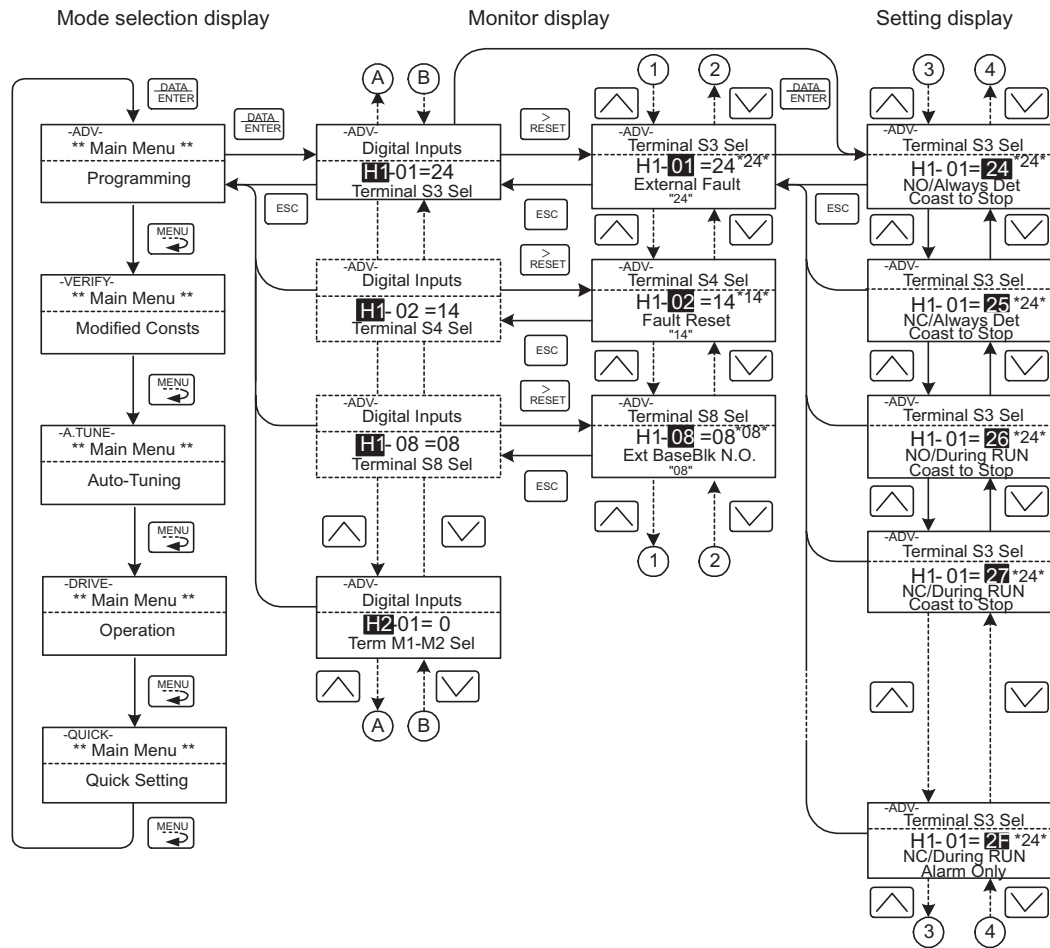 Mode selection display
Monitor display
Setting display
DATA
ENTER
-ADV-
** Main Menu **
Programming
MENU
-VERIFY-
** Main Menu **
Modified Consts
MENU
-A.TUNE-
** Main Menu **
Auto-Tuning
MENU
-DRIVE-
** Main Menu **
Operation
MENU
-QUICK-
** Main Menu **
Quick Setting
MENU
DATA
ENTER
ESC
A
B
-ADV-
Digital Inputs
H1-01=24
Terminal S3 Sel
-ADV-
Digital Inputs
H1- 02 =14
Terminal S4 Sel
-ADV-
Digital Inputs
H1- 08 =08
Terminal S8 Sel
-ADV-
Digital Inputs
H2-01= 0
Term M1-M2 Sel
A
B
>
RESET
ESC
>
RESET
ESC
>
RESET
ESC
1
2
-ADV-
Terminal S3 Sel
H1-01 =24*24*
External Fault
"24"
-ADV-
Terminal S4 Sel
H1-02 =14*14*
Fault Reset
"14"
-ADV-
Terminal S8 Sel
H1-08 =08*08*
Ext BaseBlk N.O.
"08"
1
2
DATA
ENTER
ESC
3
4
-ADV-
Terminal S3 Sel
H1- 01= 24 *24*
NO/Always Det
Coast to Stop
-ADV-
Terminal S3 Sel
H1- 01= 25 *24*
NC/Always Det
Coast to Stop
-ADV-
Terminal S3 Sel
H1- 01= 26 *24*
NO/During RUN
Coast to Stop
-ADV-
Terminal S3 Sel
H1- 01= 27 *24*
NC/During RUN
Coast to Stop
-ADV-
Terminal S3 Sel
H1- 01= 2F *24*
NC/During RUN
Alarm Only
3
4